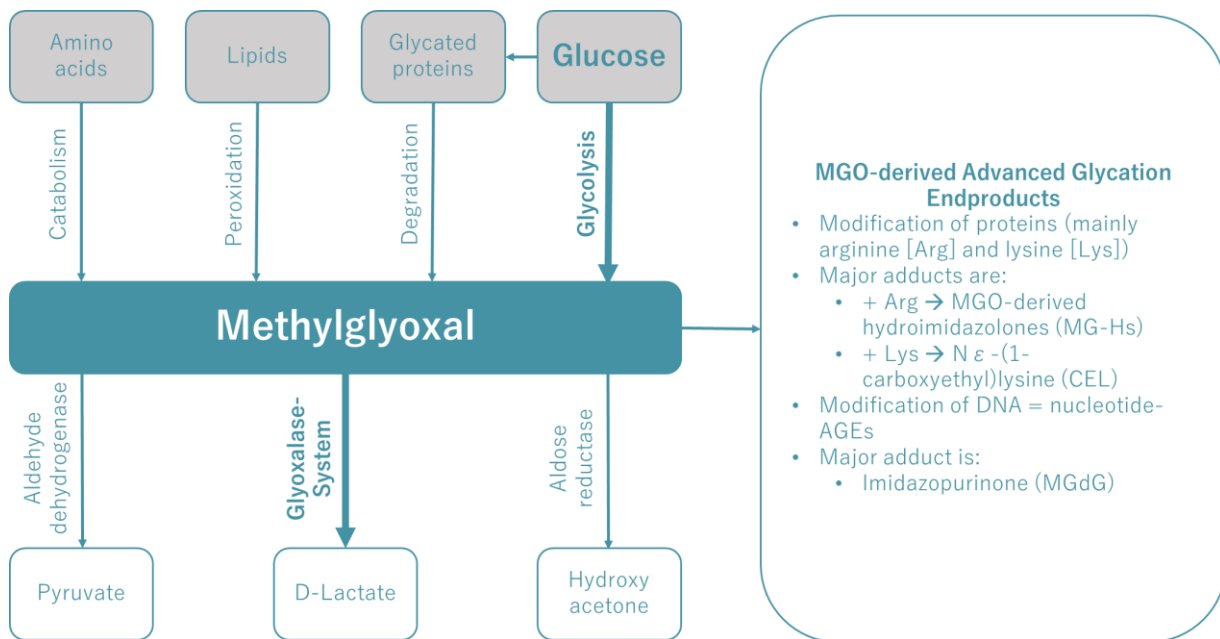 Amino
acids
Lipids
Glycated
proteins
Glucose
Catabolism
Peroxidation
Degradation
Glycolysis
Methylglyoxal
Aldehyde
dehydrogenase
Glyoxalase-
System
Aldose
reductase
Pyruvate
D-Lactate
Hydroxy
acetone
MGO-derived Advanced Glycation
Endproducts
• Modification of proteins (mainly
arginine [Arg] and lysine [Lys])
• Major adducts are:
• + Arg → MGO-derived
hydroimidazolones (MG-Hs)
• + Lys → N ε -(1-
carboxyethyl)lysine (CEL)
• Modification of DNA = nucleotide-
AGEs
• Major adduct is:
• Imidazopurinone (MGdG)